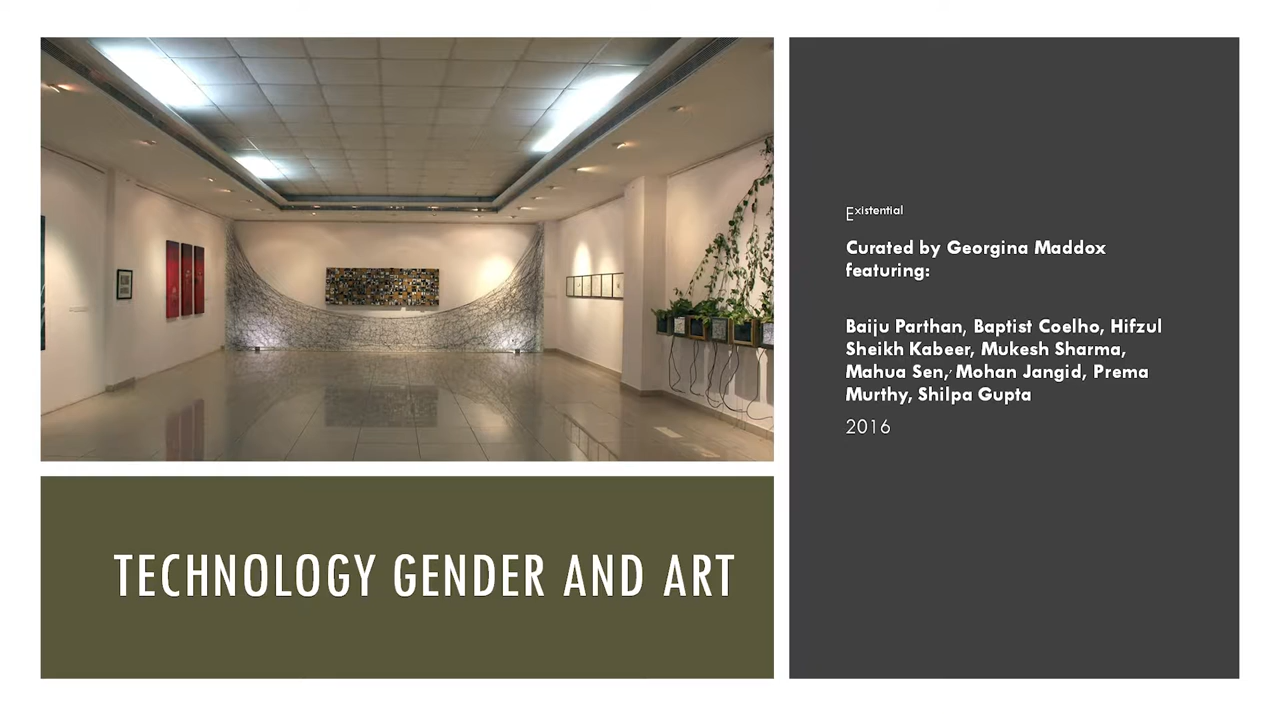 Existential
Curated by Georgina Maddox
featuring:
Baiju Parthan, Baptist Coelho, Hifzul
Sheikh Kabeer, Mukesh Sharma,
Mahua Sen, Mohan Jangid, Prema
Murthy, Shilpa Gupta
2016
TECHNOLOGY GENDER AND ART